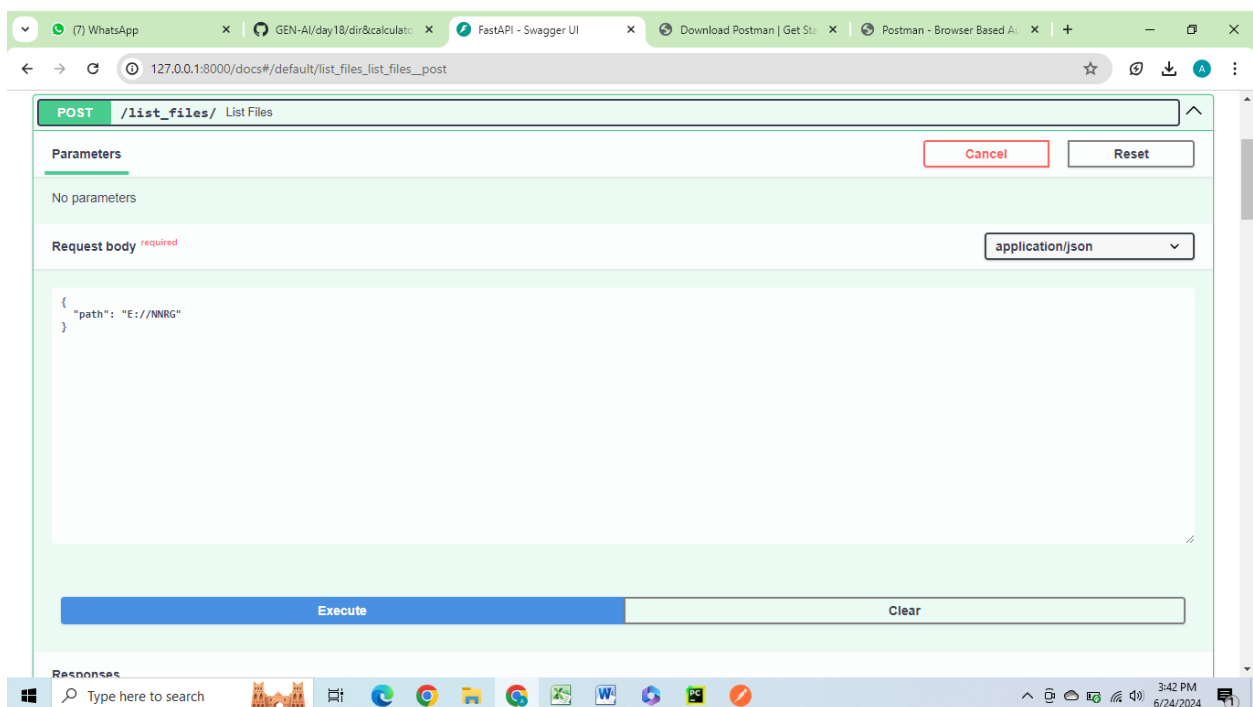 (7) WhatsApp
GEN-AI/day18/dir&calculato
FastAPI - Swagger UI
Download Postman | Get Sta
Postman - Browser Based Au
127.0.0.1:8000/docs#/default/list_files_list_files__post
A
POST /list_files/ List Files
Parameters
Cancel
Reset
No parameters
Request body required
application/json
{
"path": "E://NNRG"
}
Execute
Clear
Responses
Type here to search
3:42 PM
6/24/2024